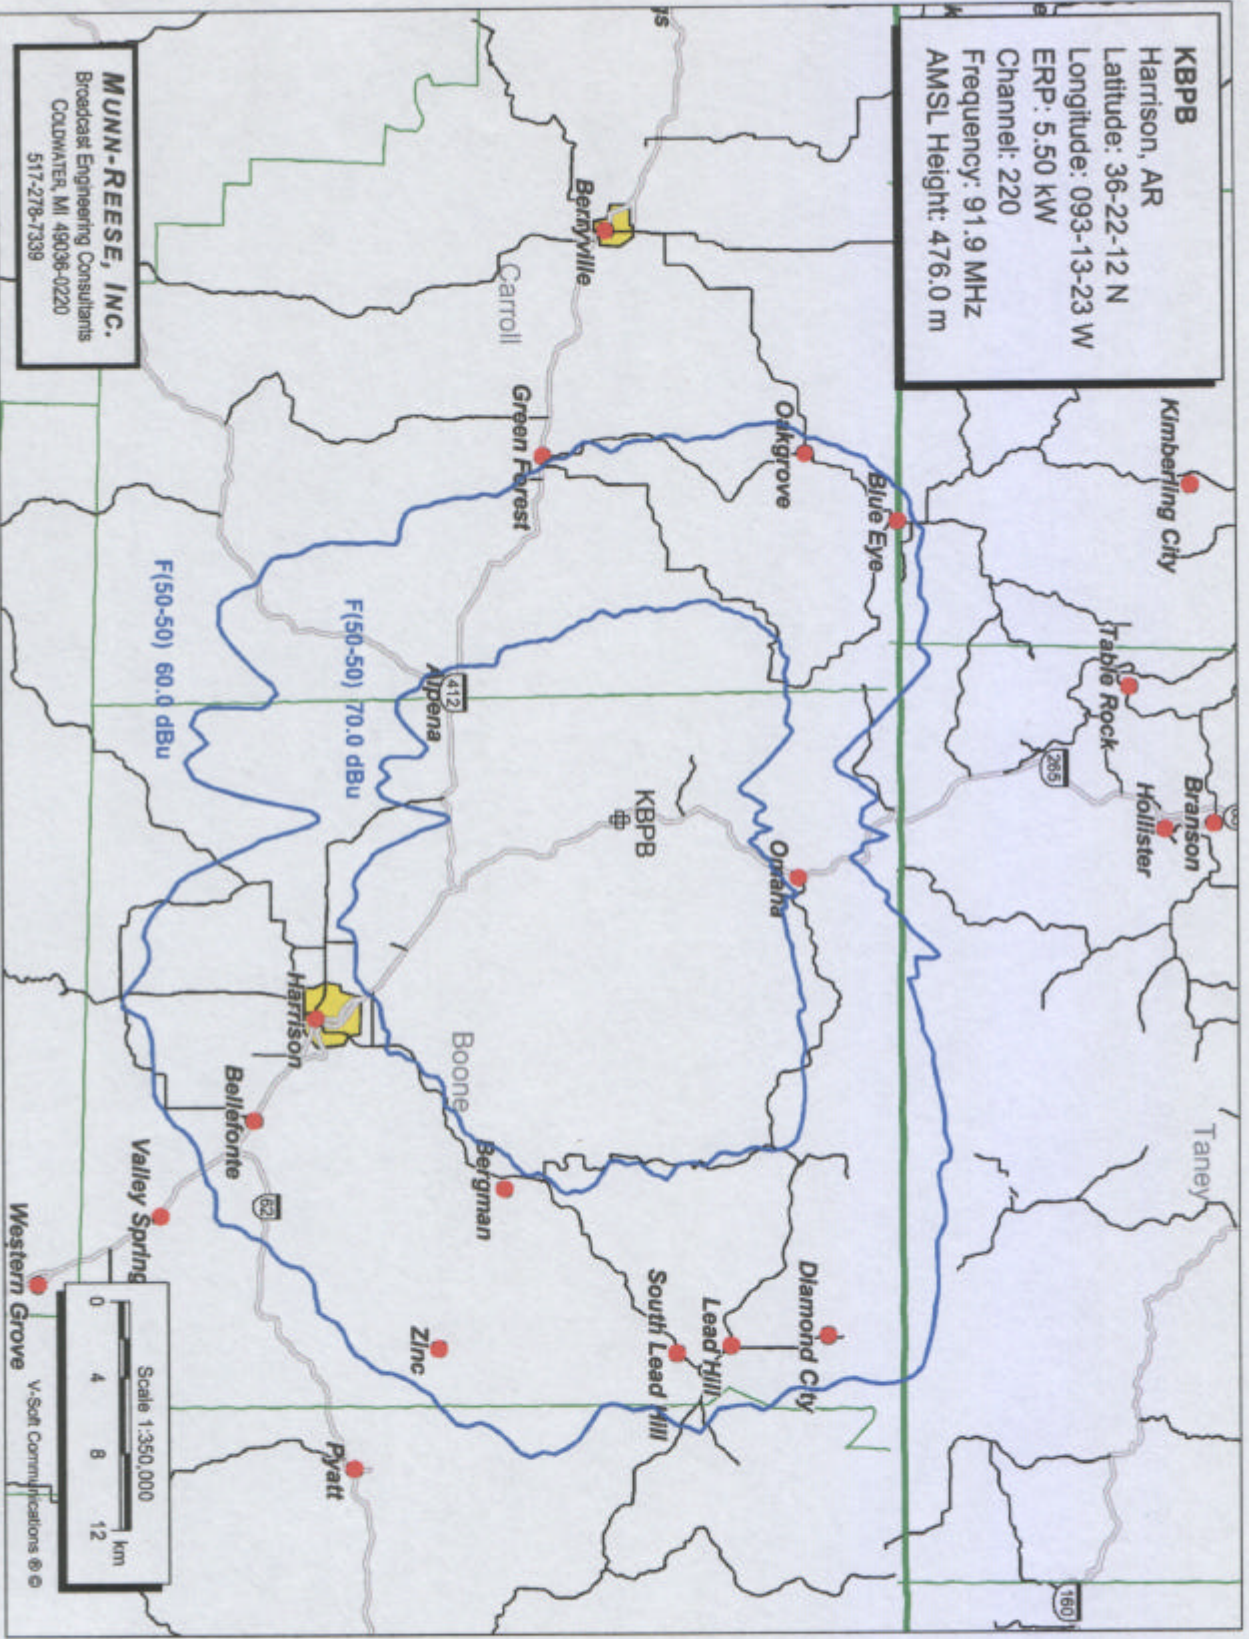 KBPB
Harrison, AR
Latitude: 36-22-12 N
Longitude: 093-13-23 W
ERP: 5.50 kW
Channel: 220
Frequency: 91.9 MHz
AMSL Height: 476.0 m
Kimberling City
Table Rock
Branson
Hollister
265
Taney
160
Blue Eye
Oakgrove
Omaha
Diamond City
Lead Hill
South Lead Hill
KBPB
Berryville
Green Forest
Carroll
Bergman
Boone
412
Alpena
Zinc
F(50-50) 70.0 dBu
Harrison
Pyatt
62
Bellefonte
F(50-50) 60.0 dBu
Valley Spring
Western Grove
MUNN-REESE, INC.
Broadcast Engineering Consultants
COLDWATER, MI 49036-0220
517-278-7339
Scale 1:350,000
0 4 8 12
km
V-Soft Communications ® ©